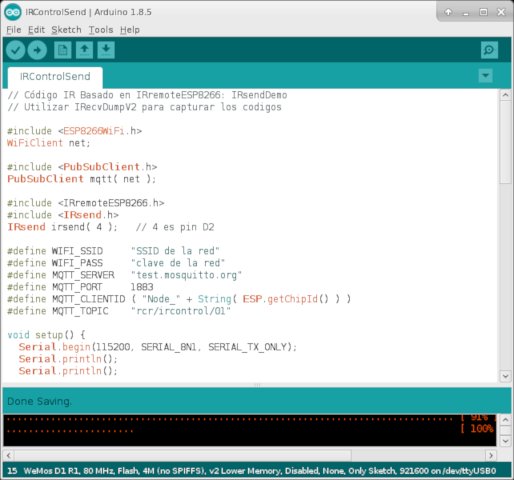 IRControlSend | Arduino 1.8.5
File Edit Sketch Tools Help
IRControlSend
// Código IR Basado en IRremoteESP8266: IRsendDemo
// Utilizar IRecvDumpV2 para capturar los codigos
#include <ESP8266WiFi.h>
WiFiClient net;
#include <PubSubClient.h>
PubSubClient mqtt( net );
#include <IRremoteESP8266.h>
#include <IRsend.h>
IRsend irsend( 4 );   // 4 es pin D2
#define WIFI_SSID     "SSID de la red"
#define WIFI_PASS     "clave de la red"
#define MQTT_SERVER   "test.mosquitto.org"
#define MQTT_PORT     1883
#define MQTT_CLIENTID ( "Node_" + String( ESP.getChipId() ) )
#define MQTT_TOPIC    "rcr/ircontrol/01"
void setup() {
  Serial.begin(115200, SERIAL_8N1, SERIAL_TX_ONLY);
  Serial.println();
  Serial.println();
Done Saving.
[ 91% ]
[ 100% ]
15 WeMos D1 R1, 80 MHz, Flash, 4M (no SPIFFS), v2 Lower Memory, Disabled, None, Only Sketch, 921600 on /dev/ttyUSB0